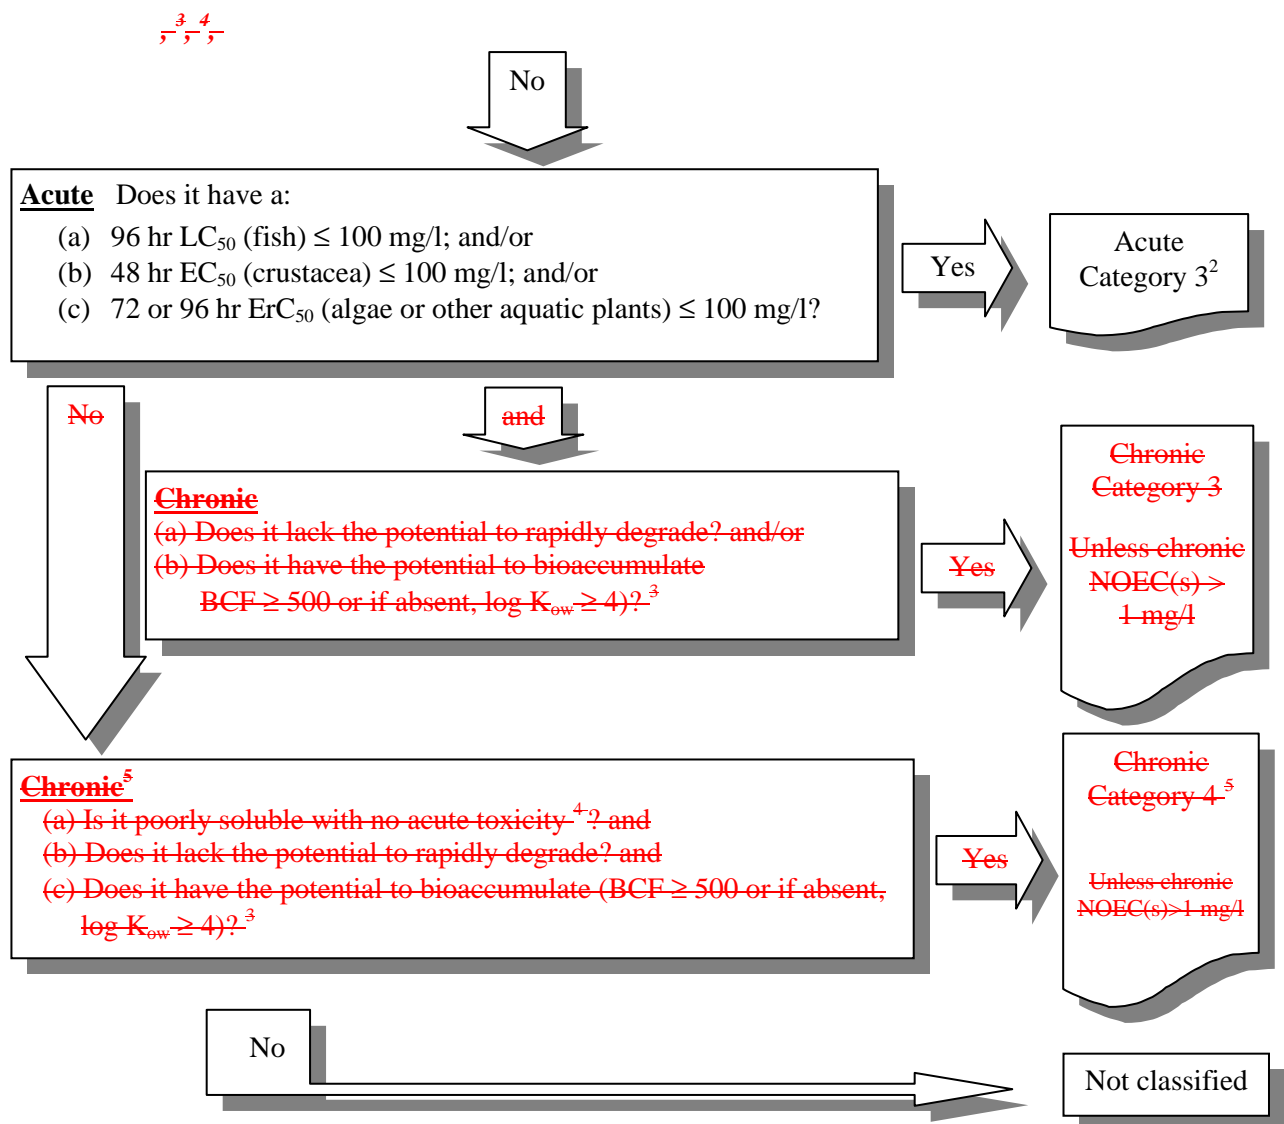 , 3, 4,
No
Acute Does it have a:
(a) 96 hr LC50 (fish) ≤ 100 mg/l; and/or
(b) 48 hr EC50 (crustacea) ≤ 100 mg/l; and/or
(c) 72 or 96 hr ErC50 (algae or other aquatic plants) ≤ 100 mg/l?
Yes
Acute
Category 3²
No
and
Chronic
(a) Does it lack the potential to rapidly degrade? and/or
(b) Does it have the potential to bioaccumulate
BCF ≥ 500 or if absent, log Kow ≥ 4)? ³
Yes
Chronic
Category 3
Unless chronic
NOEC(s) >
1 mg/l
Chronic⁵
(a) Is it poorly soluble with no acute toxicity ⁴ ? and
(b) Does it lack the potential to rapidly degrade? and
(c) Does it have the potential to bioaccumulate (BCF ≥ 500 or if absent,
log Kow ≥ 4)? ³
Yes
Chronic
Category 4 ⁵
Unless chronic
NOEC(s)>1 mg/l
No
Not classified